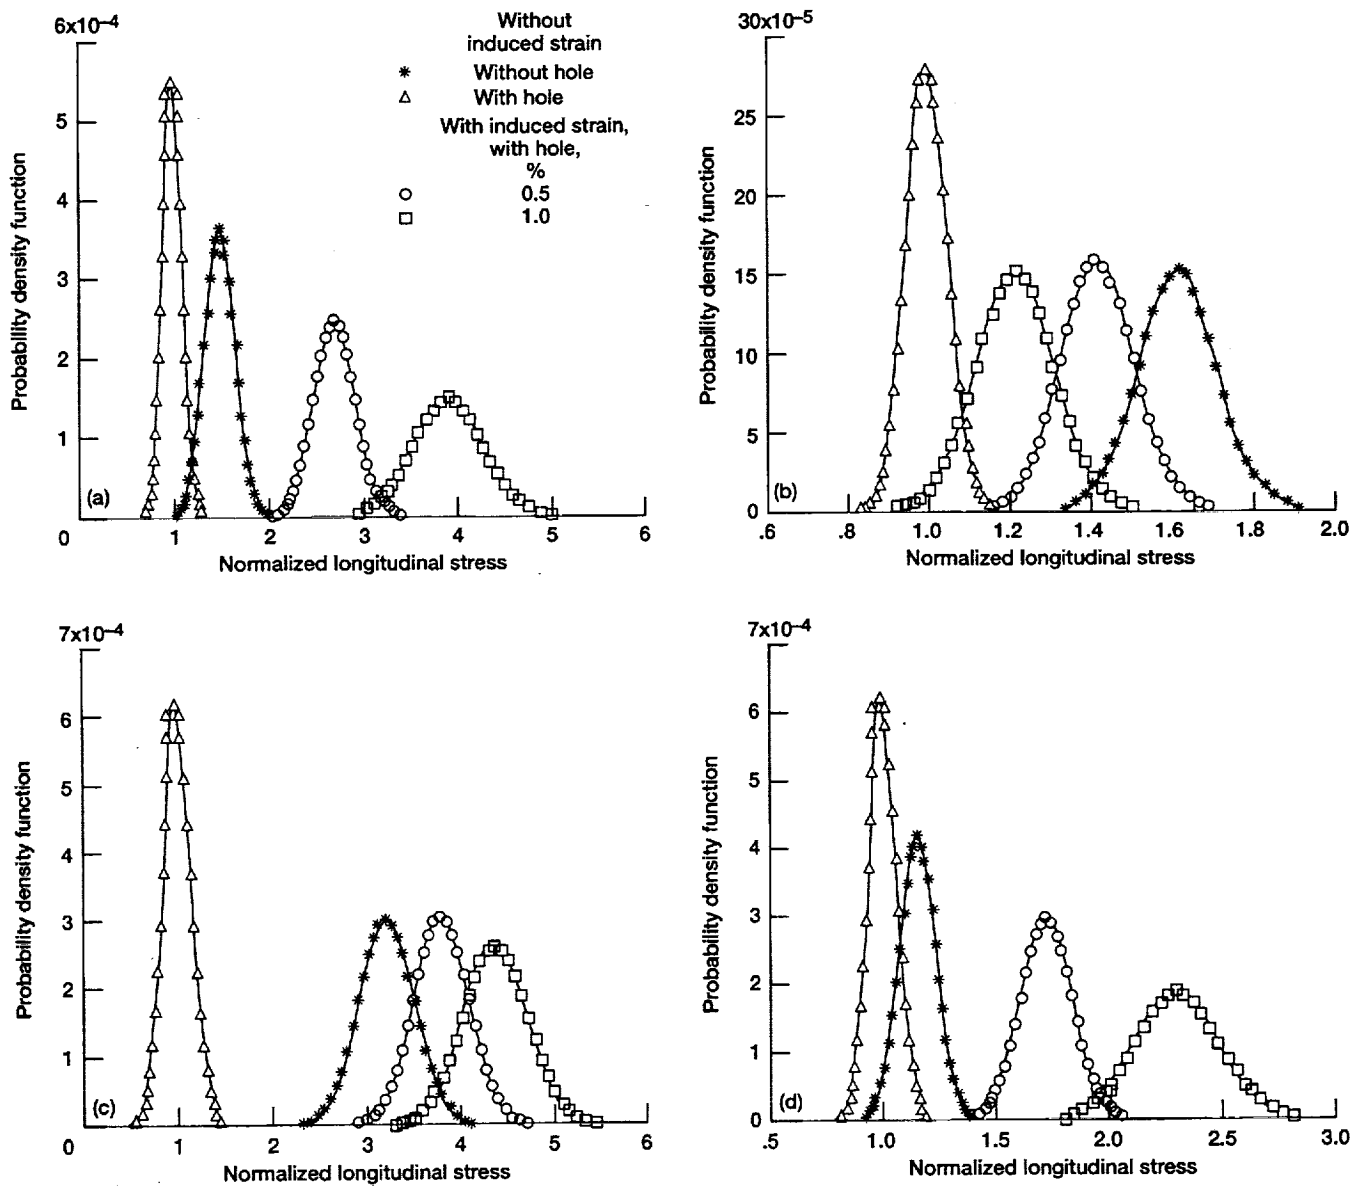 6x10–4
Without
induced strain
Without hole
With hole
With induced strain,
with hole,
%
0.5
1.0
5
4
3
2
1
Probability density function
(a)
0 1 2 3 4 5 6
Normalized longitudinal stress
30x10–5
25
20
15
10
5
0
Probability density function
(b)
.6 .8 1.0 1.2 1.4 1.6 1.8 2.0
Normalized longitudinal stress
7x10–4
6
5
4
3
2
1
Probability density function
(c)
0 1 2 3 4 5 6
Normalized longitudinal stress
7x10–4
6
5
4
3
2
1
0
Probability density function
(d)
.5 1.0 1.5 2.0 2.5 3.0
Normalized longitudinal stress